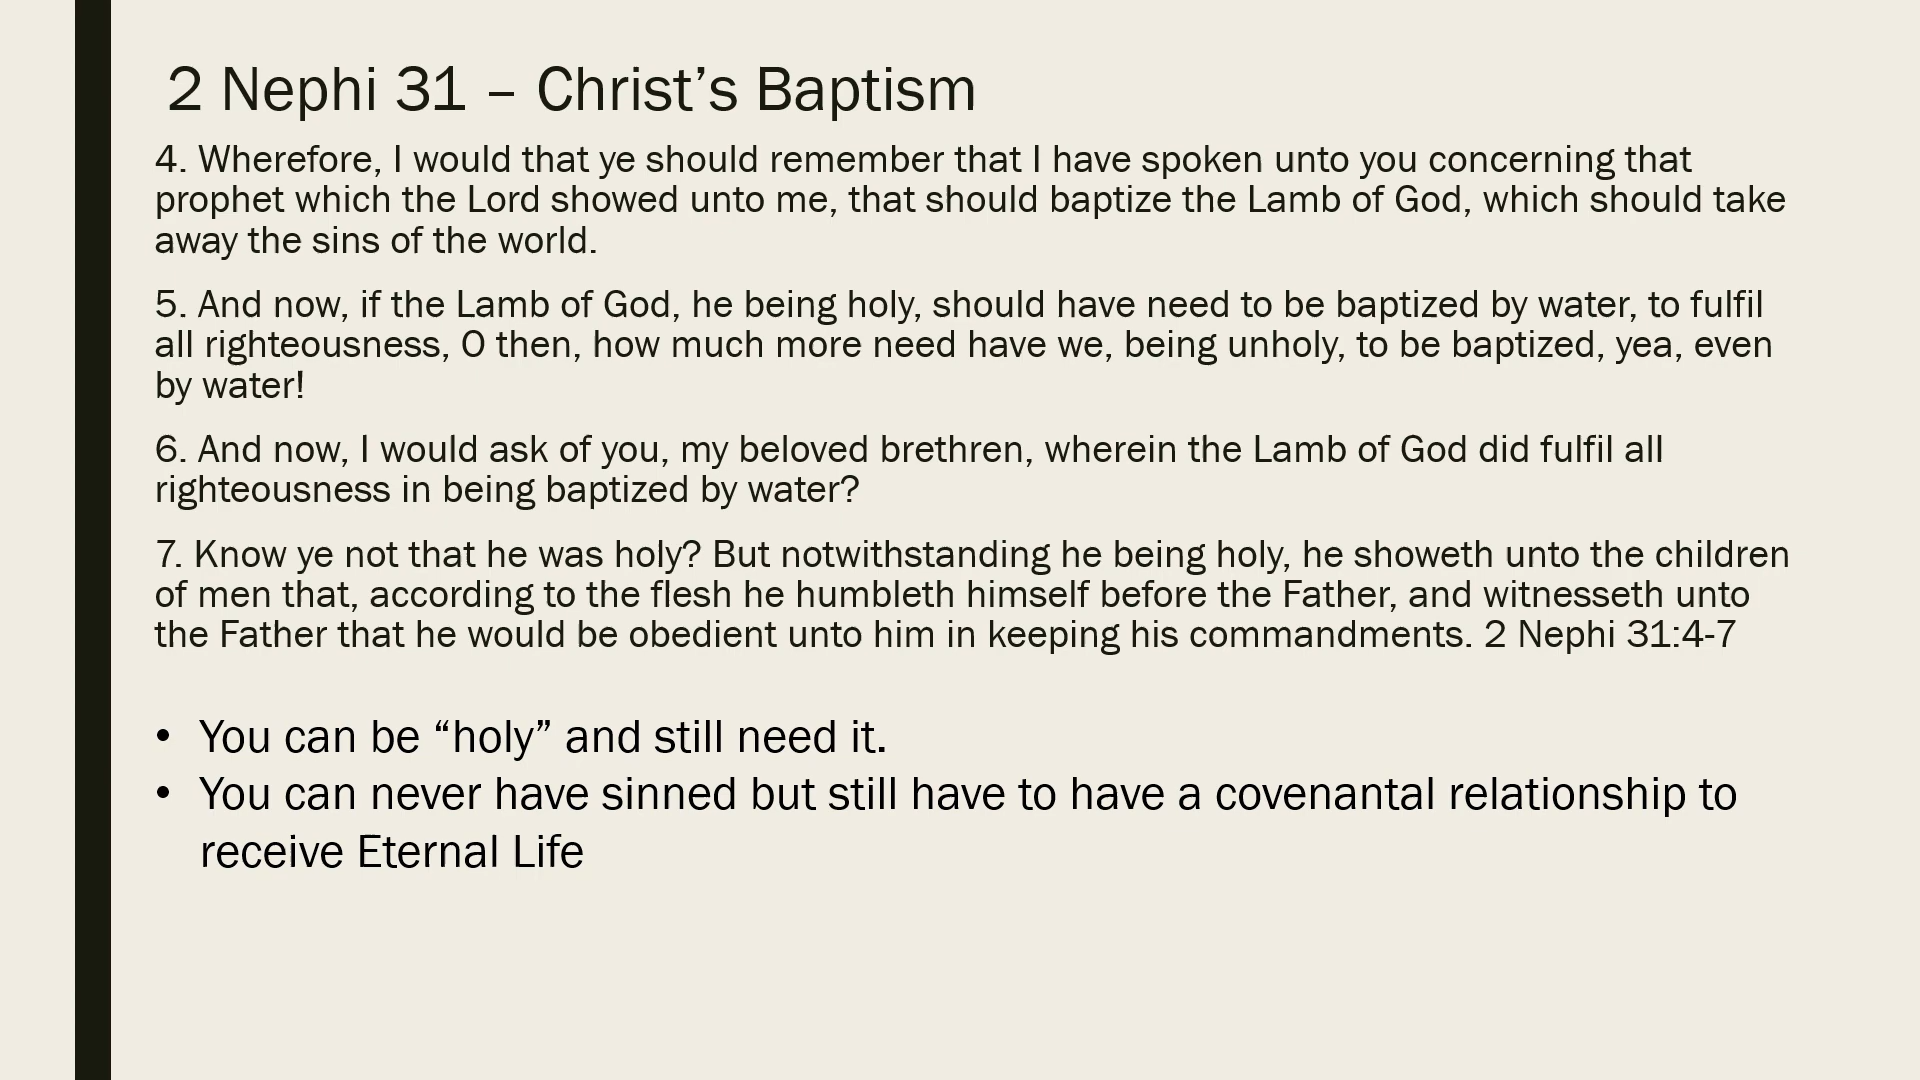 2 Nephi 31 – Christ’s Baptism
4. Wherefore, I would that ye should remember that I have spoken unto you concerning that
prophet which the Lord showed unto me, that should baptize the Lamb of God, which should take
away the sins of the world.
5. And now, if the Lamb of God, he being holy, should have need to be baptized by water, to fulfil
all righteousness, O then, how much more need have we, being unholy, to be baptized, yea, even
by water!
6. And now, I would ask of you, my beloved brethren, wherein the Lamb of God did fulfil all
righteousness in being baptized by water?
7. Know ye not that he was holy? But notwithstanding he being holy, he showeth unto the children
of men that, according to the flesh he humbleth himself before the Father, and witnesseth unto
the Father that he would be obedient unto him in keeping his commandments. 2 Nephi 31:4-7
• You can be “holy” and still need it.
• You can never have sinned but still have to have a covenantal relationship to
receive Eternal Life